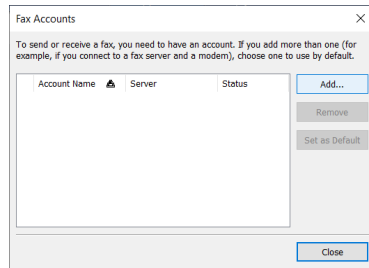 Fax Accounts
To send or receive a fax, you need to have an account. If you add more than one (for
example, if you connect to a fax server and a modem), choose one to use by default.
Account Name Server Status
Add...
Remove
Set as Default
Close